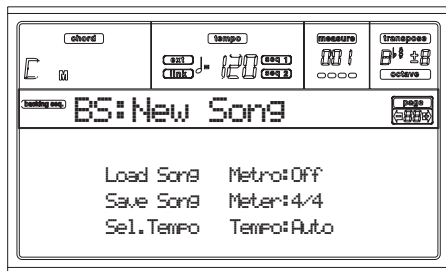 chord tempo measure transpose
C M ext link ♩= 120 seq 1 seq 2 001 B♭ ±8 octave
backing seq. BS:New Song page
Load Song Metro:Off
Save Song Meter:4/4
Sel.Tempo Tempo:Auto